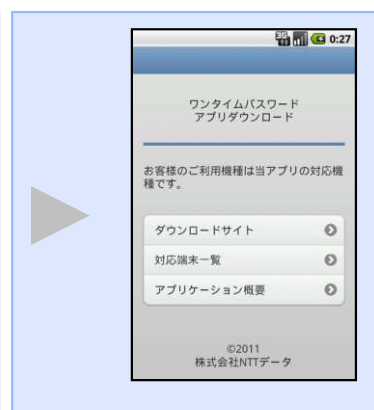 3G 0:27
ワンタイムパスワード
アプリダウンロード
お客様のご利用機種は当アプリの対応機
種です。
ダウンロードサイト
対応端末一覧
アプリケーション概要
©2011
株式会社NTTデータ